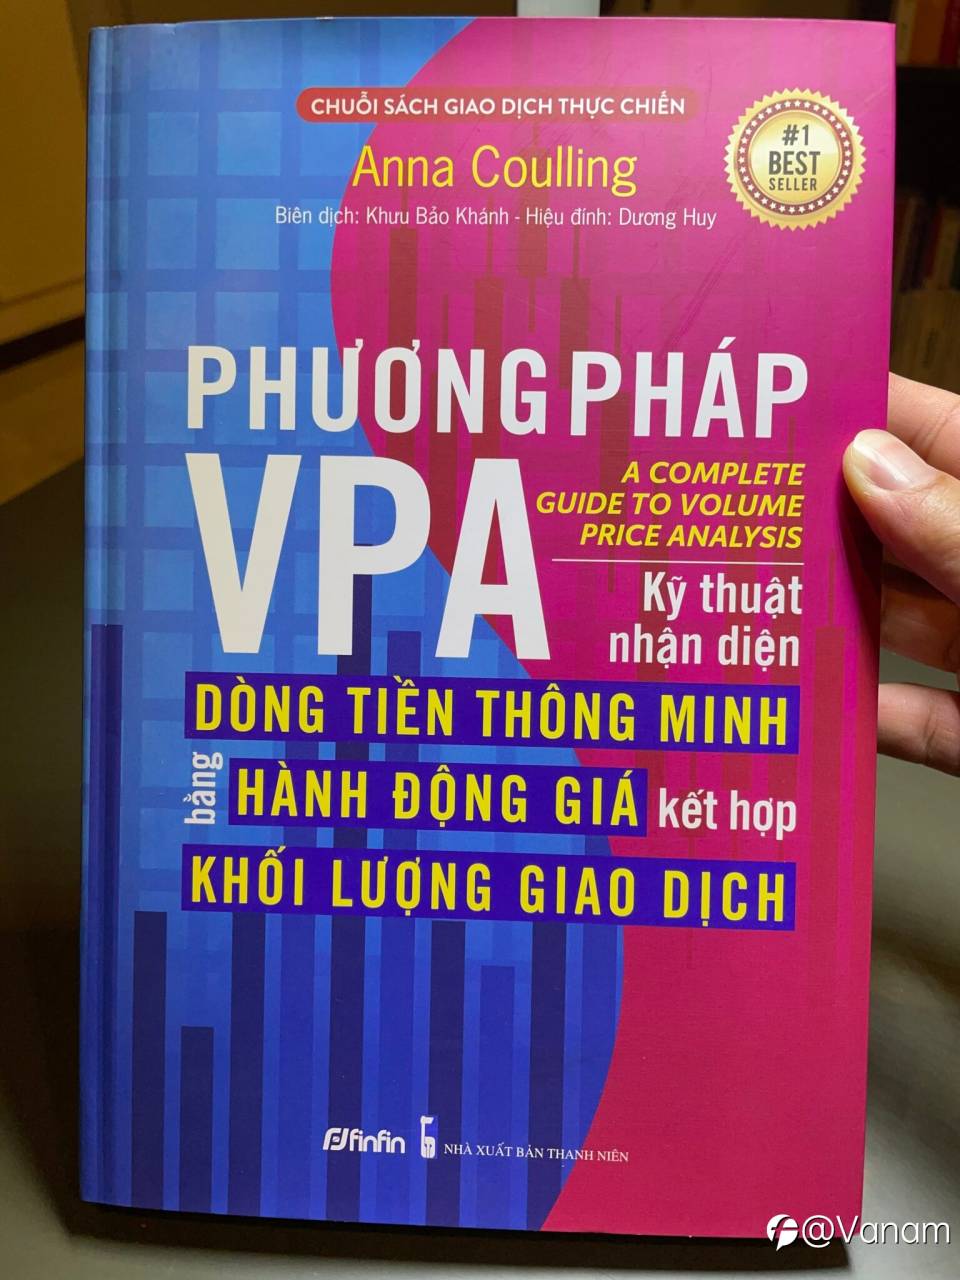 CHUỖI SÁCH GIAO DỊCH THỰC CHIẾN
Anna Coulling
Biên dịch: Khưu Bảo Khánh - Hiệu đính: Dương Huy
#1
BEST
SELLER
PHƯƠNG PHÁP
VPA
A COMPLETE
GUIDE TO VOLUME
PRICE ANALYSIS
Kỹ thuật
nhận diện
DÒNG TIỀN THÔNG MINH
bằng
HÀNH ĐỘNG GIÁ kết hợp
KHỐI LƯỢNG GIAO DỊCH
finfin
NHÀ XUẤT BẢN THANH NIÊN
@Vanam